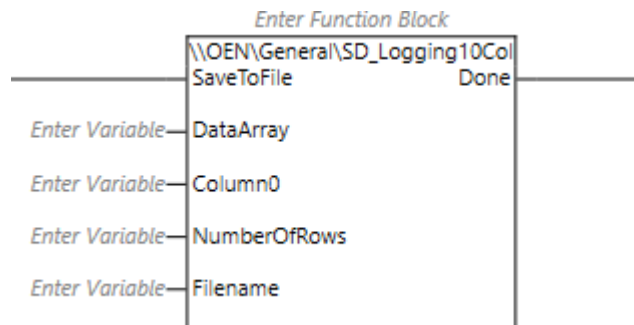 Enter Function Block
\\OEN\General\SD_Logging10Col
SaveToFile Done
Enter Variable DataArray
Enter Variable Column0
Enter Variable NumberOfRows
Enter Variable Filename